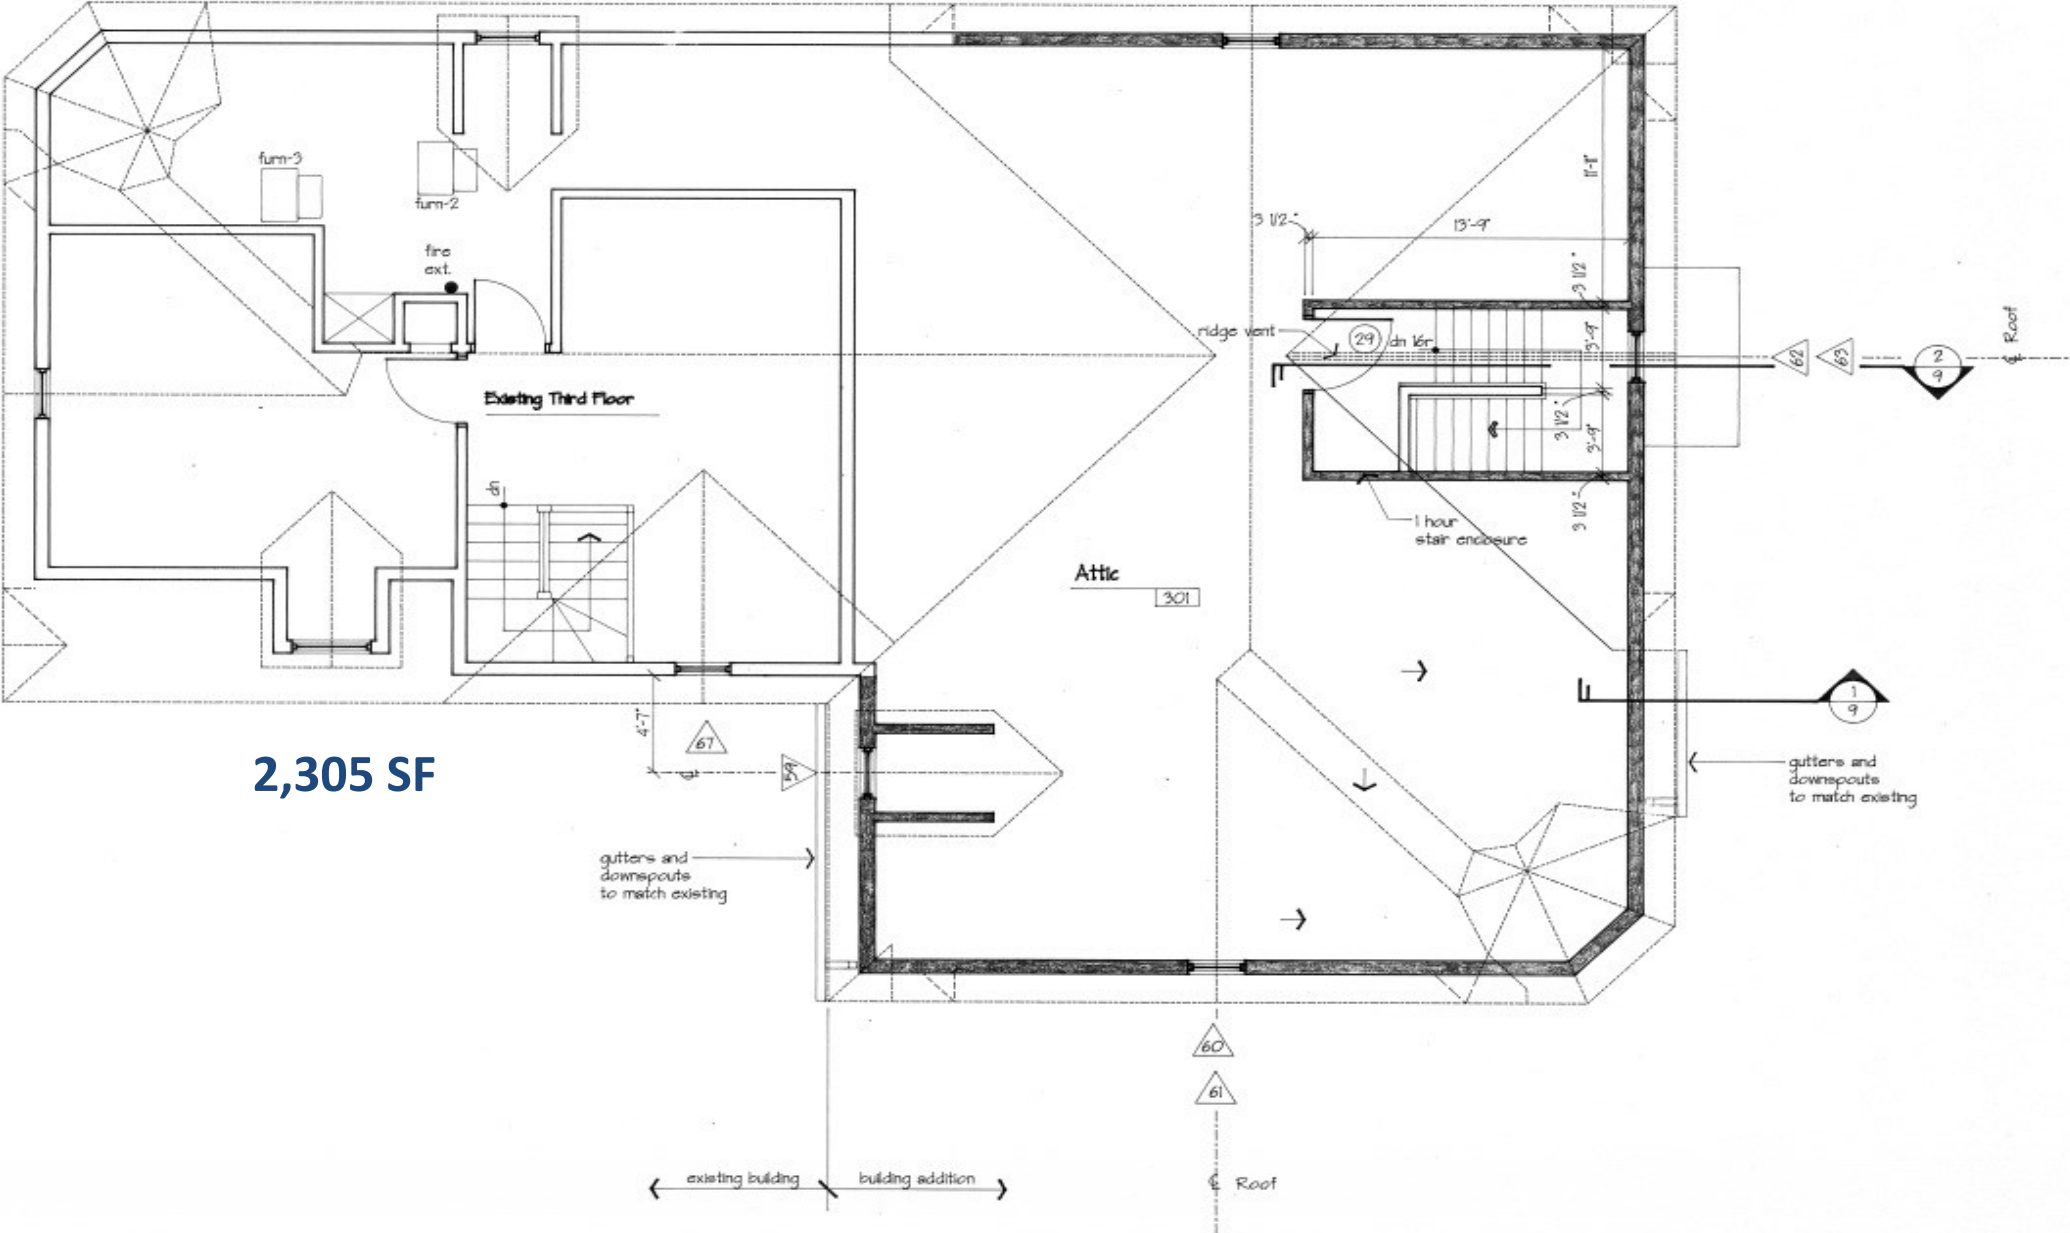 furn-3
furn-2
fire
ext.
Existing Third Floor
dn
3 1/2"
13'-9"
11'-11"
3 1/2"
ridge vent
29
dn 16r
3'-9"
3 1/2"
3'-9"
3 1/2"
1 hour
stair enclosure
62
63
2
9
℄ Roof
Attic
301
1
9
4'-7"
67
℄
59
2,305 SF
gutters and
downspouts
to match existing
gutters and
downspouts
to match existing
60
61
existing building
building addition
℄ Roof